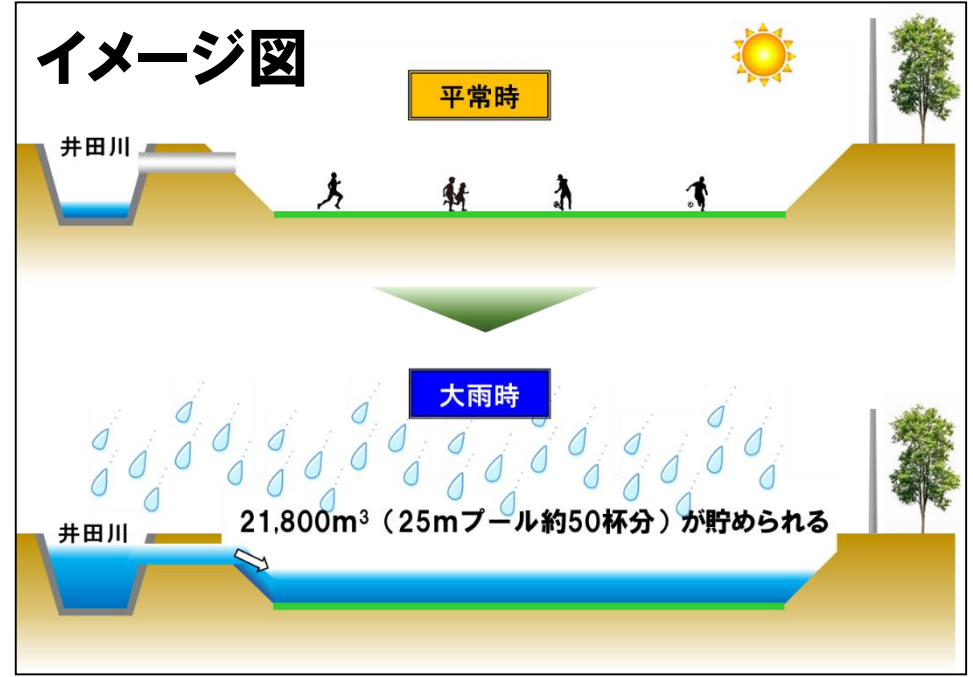 イメージ図
平常時
井田川
大雨時
21,800m³（25mプール約50杯分）が貯められる
井田川